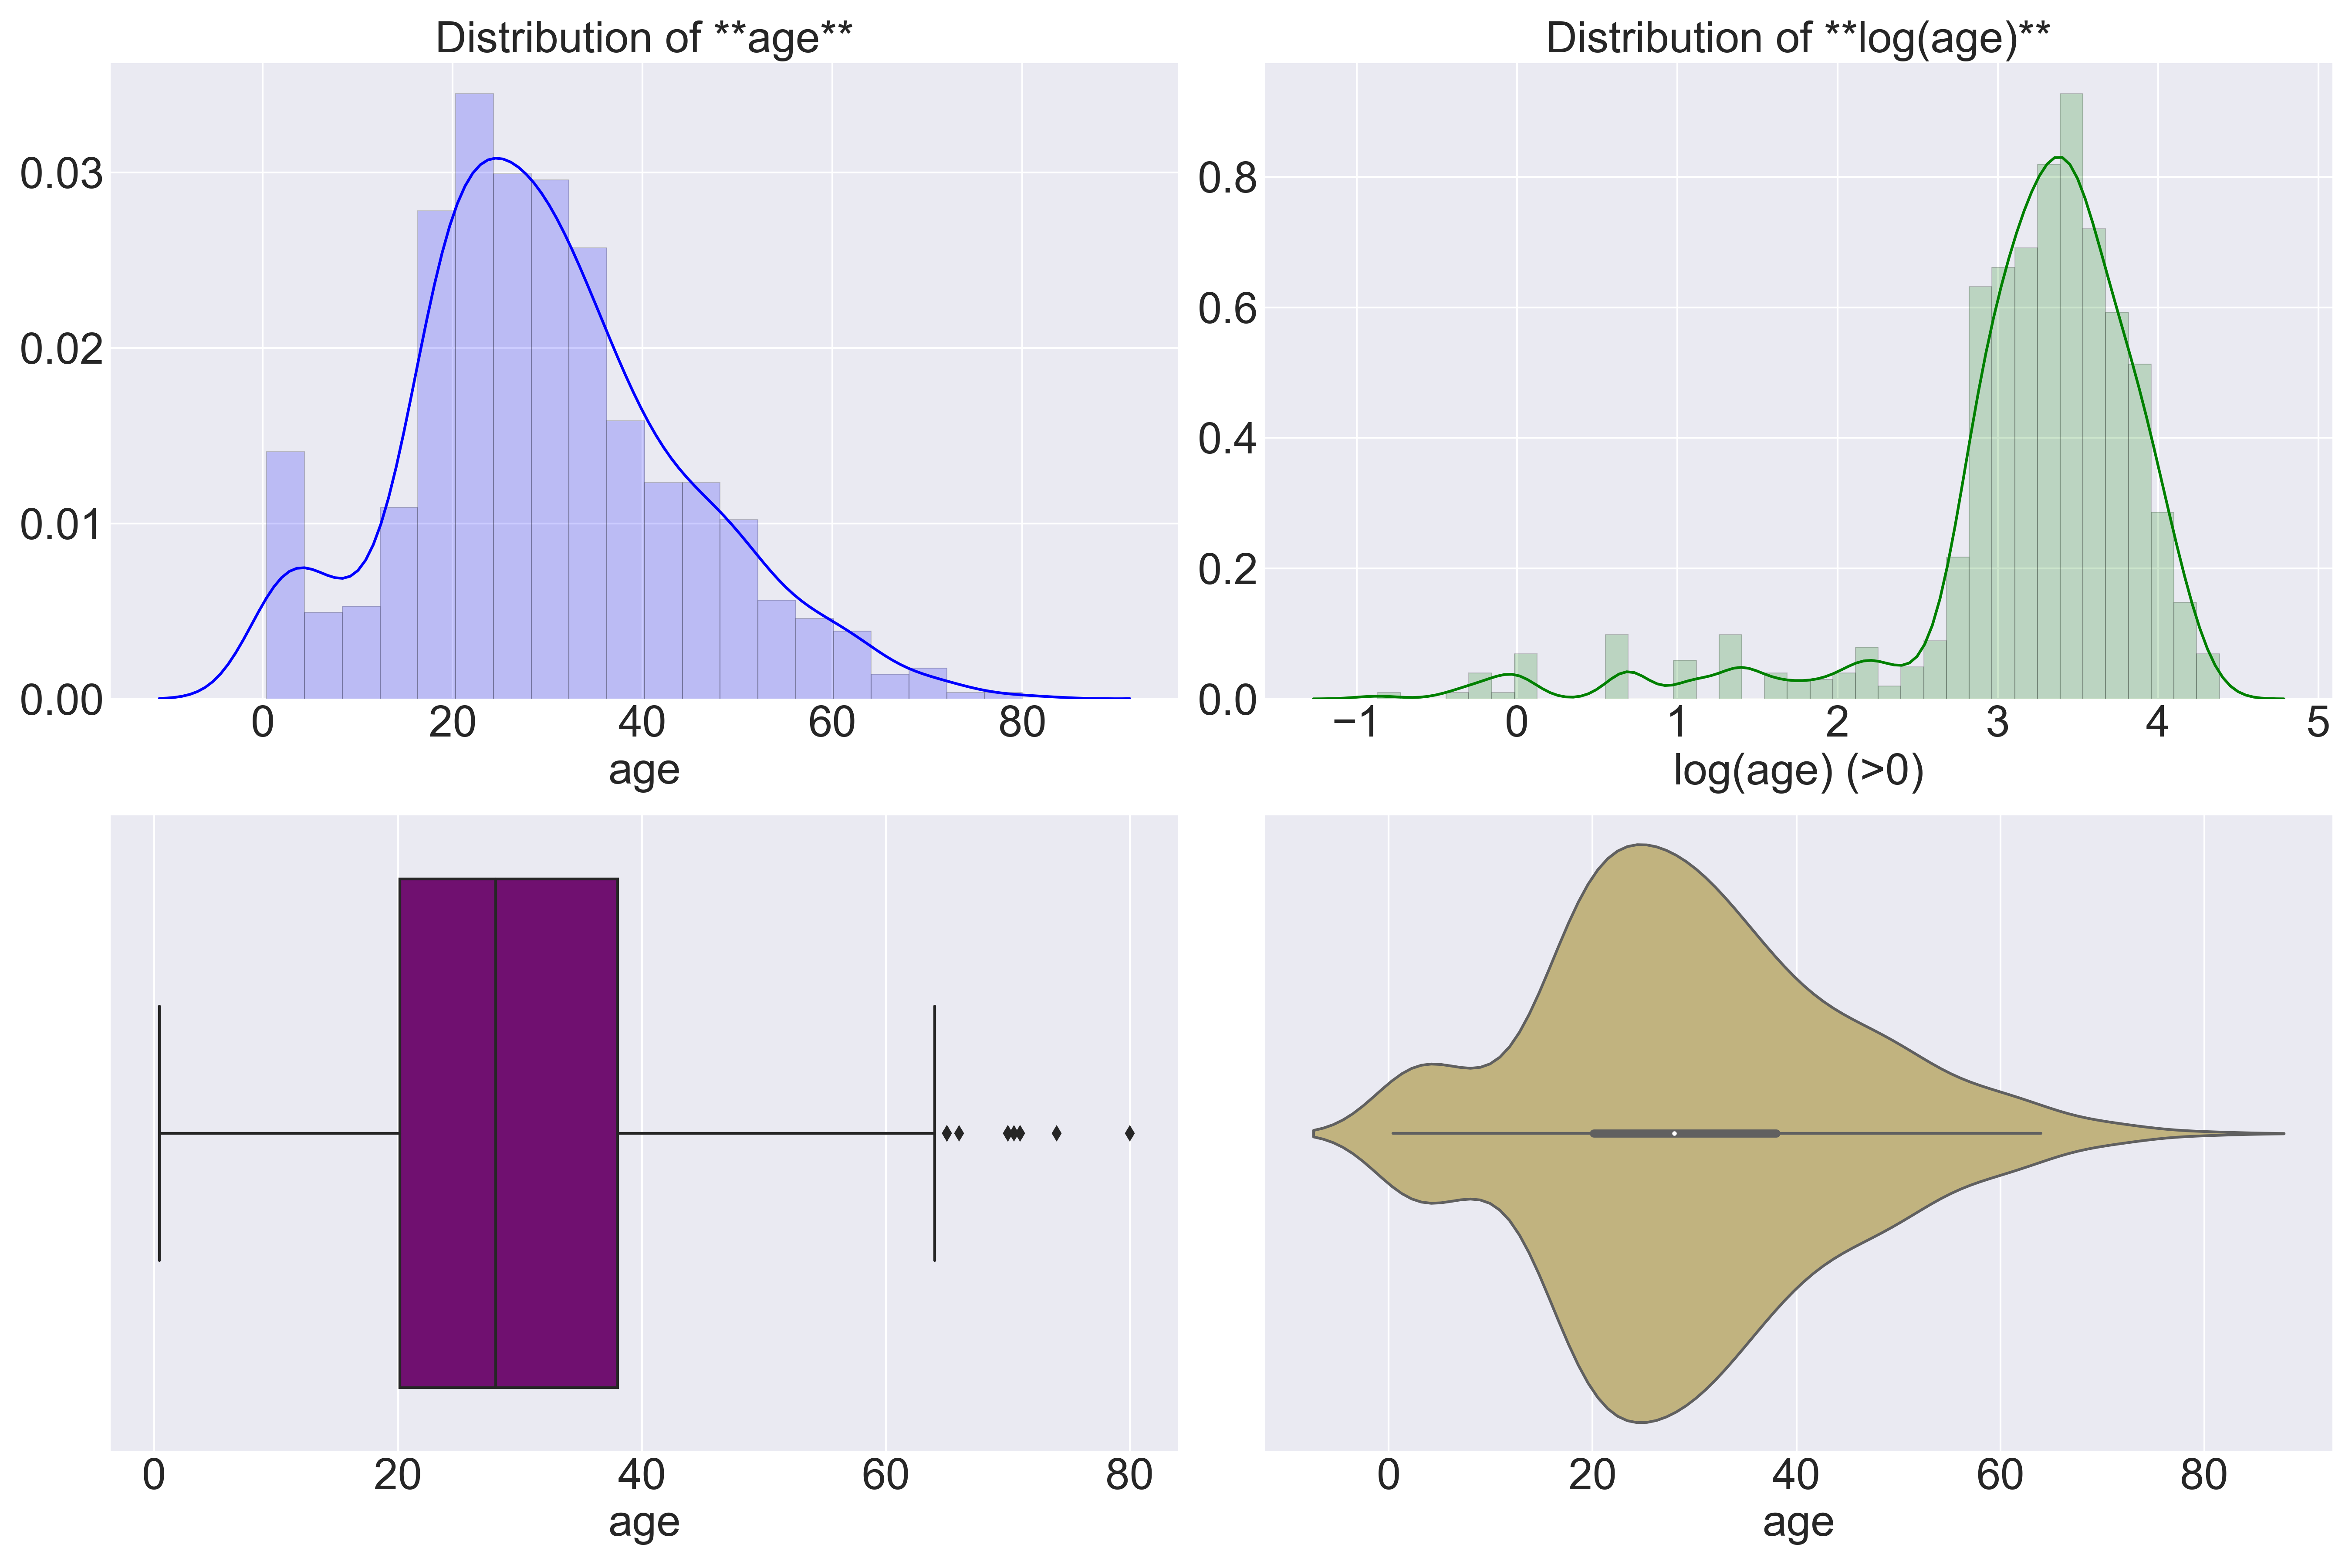 Distribution of **age**
0.03
0.02
0.01
0.00
0 20 40 60 80
age
Distribution of **log(age)**
0.8
0.6
0.4
0.2
0.0
−1 0 1 2 3 4 5
log(age) (>0)
0 20 40 60 80
age
0 20 40 60 80
age